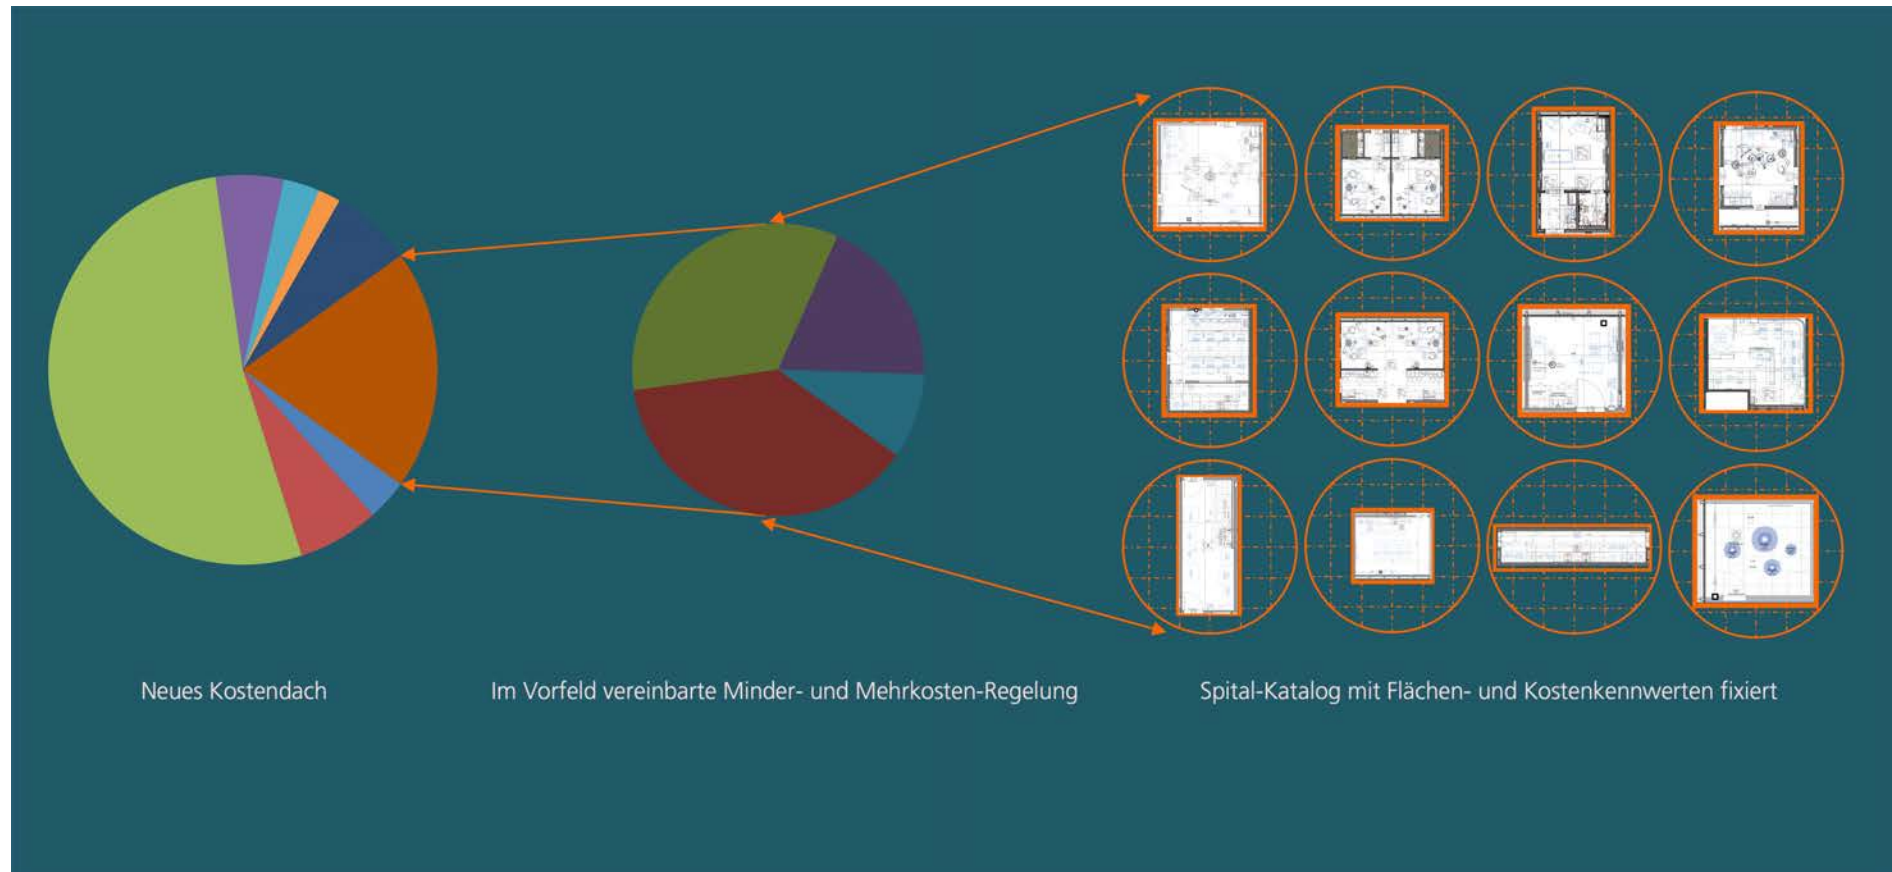 Neues Kostendach
Im Vorfeld vereinbarte Minder- und Mehrkosten-Regelung
Spital-Katalog mit Flächen- und Kostenkennwerten fixiert